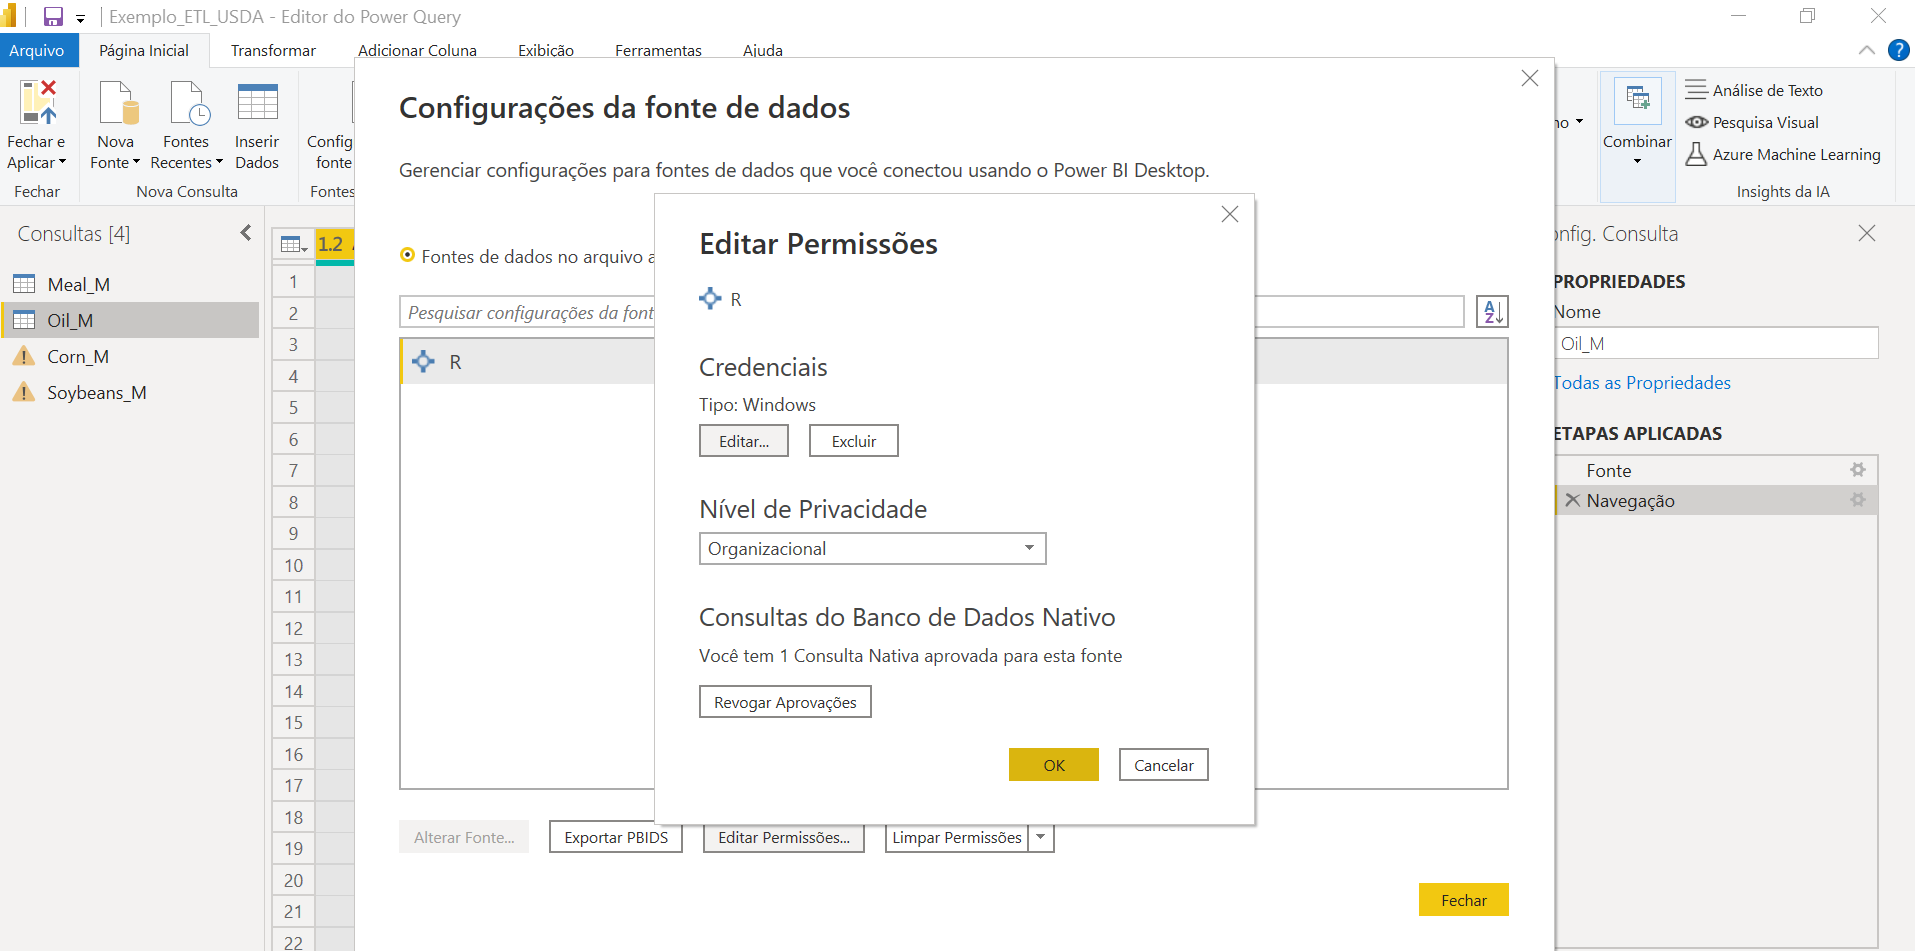 Exemplo_ETL_USDA - Editor do Power Query
Arquivo
Página Inicial
Transformar
Adicionar Coluna
Exibição
Ferramentas
Ajuda
?
Fechar e
Aplicar
Nova
Fonte
Fontes
Recentes
Inserir
Dados
Config
fonte
Fechar
Nova Consulta
Fontes
no
Combinar
Análise de Texto
Pesquisa Visual
Azure Machine Learning
Insights da IA
Consultas [4]
Meal_M
Oil_M
Corn_M
Soybeans_M
1.2
1
2
3
4
5
6
7
8
9
10
11
12
13
14
15
16
17
18
19
20
21
22
Configurações da fonte de dados
Gerenciar configurações para fontes de dados que você conectou usando o Power BI Desktop.
Fontes de dados no arquivo a
Pesquisar configurações da font
A
Z
R
Editar Permissões
R
Credenciais
Tipo: Windows
Editar...
Excluir
Nível de Privacidade
Organizacional
Consultas do Banco de Dados Nativo
Você tem 1 Consulta Nativa aprovada para esta fonte
Revogar Aprovações
OK
Cancelar
Alterar Fonte...
Exportar PBIDS
Editar Permissões...
Limpar Permissões
Fechar
nfig. Consulta
PROPRIEDADES
Nome
Oil_M
Todas as Propriedades
ETAPAS APLICADAS
Fonte
Navegação